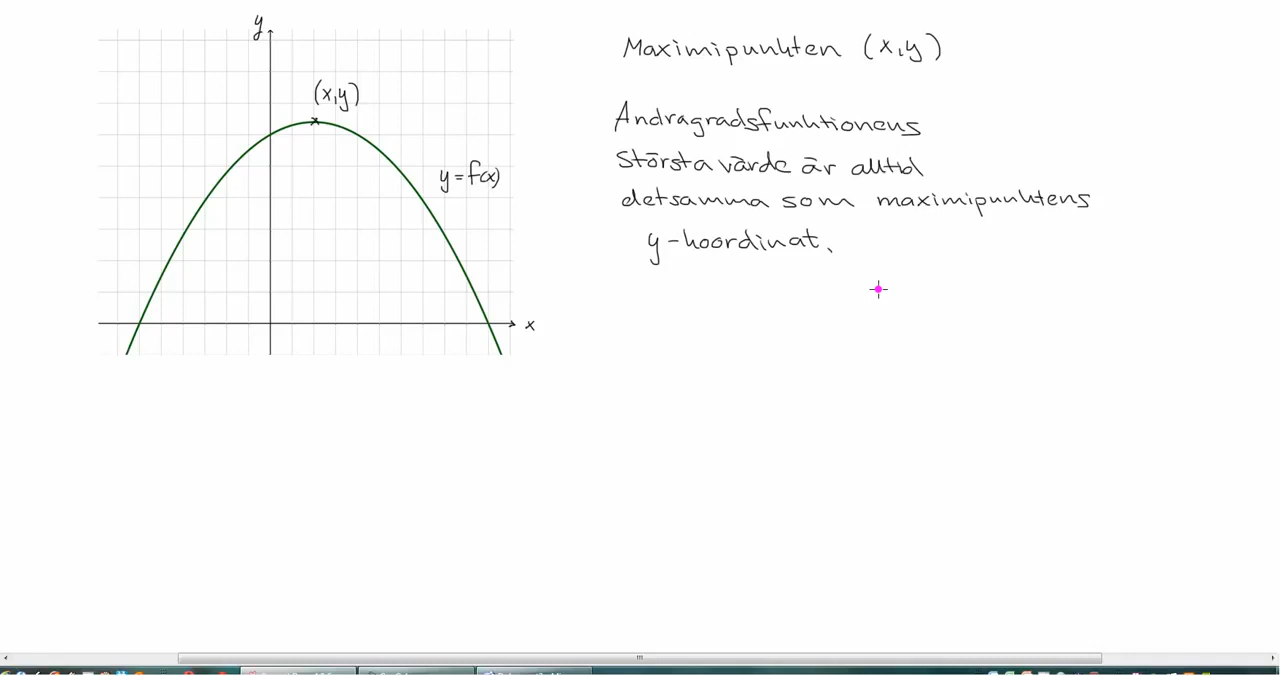 y
(x,y)
y = f(x)
x
Maximipunkten (x,y)
Andragradsfunktionens
största värde är alltid
detsamma som maximipunktens
y-koordinat.